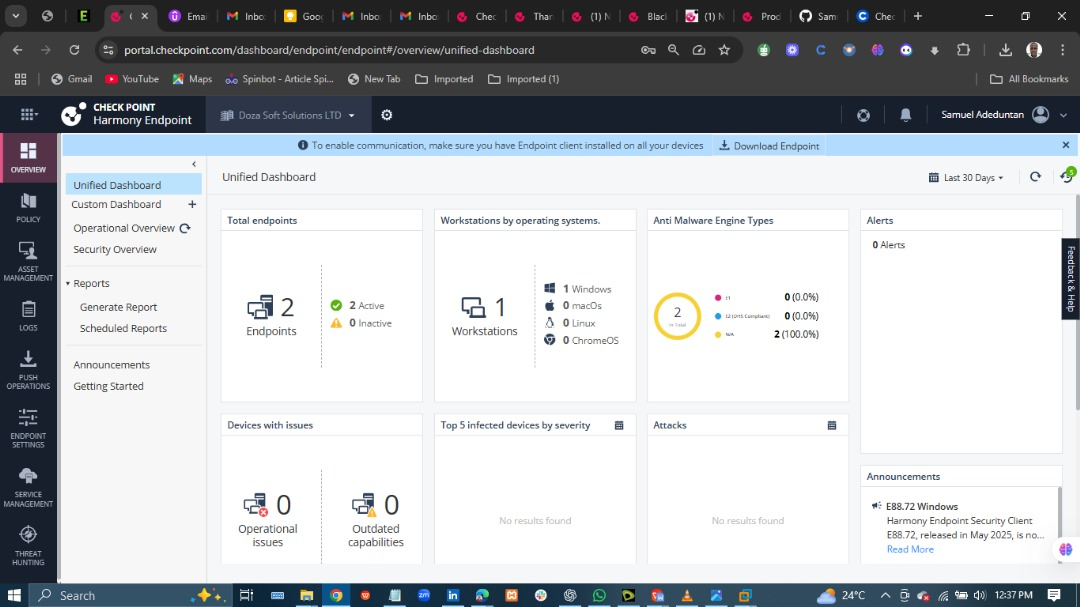 Emai
Inbo
Goo
Inbo
Inbo
Chec
Thar
(1) N
Blacl
(1) N
Prod
Sam
Chec
portal.checkpoint.com/dashboard/endpoint/endpoint#/overview/unified-dashboard
Gmail
YouTube
Maps
Spinbot - Article Spi...
New Tab
Imported
Imported (1)
All Bookmarks
CHECK POINT
Harmony Endpoint
Doza Soft Solutions LTD
Samuel Adeduntan
To enable communication, make sure you have Endpoint client installed on all your devices
Download Endpoint
OVERVIEW
POLICY
ASSET
MANAGEMENT
LOGS
PUSH
OPERATIONS
ENDPOINT
SETTINGS
SERVICE
MANAGEMENT
THREAT
HUNTING
Unified Dashboard
Custom Dashboard
Operational Overview
Security Overview
Reports
Generate Report
Scheduled Reports
Announcements
Getting Started
Unified Dashboard
Last 30 Days
5
Total endpoints
2
Endpoints
2 Active
0 Inactive
Workstations by operating systems.
1
Workstations
1 Windows
0 macOs
0 Linux
0 ChromeOS
Anti Malware Engine Types
2
In Total
0 (0.0%)
E2 (DHS Compliant) 0 (0.0%)
N/A 2 (100.0%)
Alerts
0 Alerts
Feedback & Help
Devices with issues
0
Operational
issues
0
Outdated
capabilities
Top 5 infected devices by severity
No results found
Attacks
No results found
Announcements
E88.72 Windows
Harmony Endpoint Security Client
E88.72, released in May 2025, is no...
Read More
Search
24°C
12:37 PM